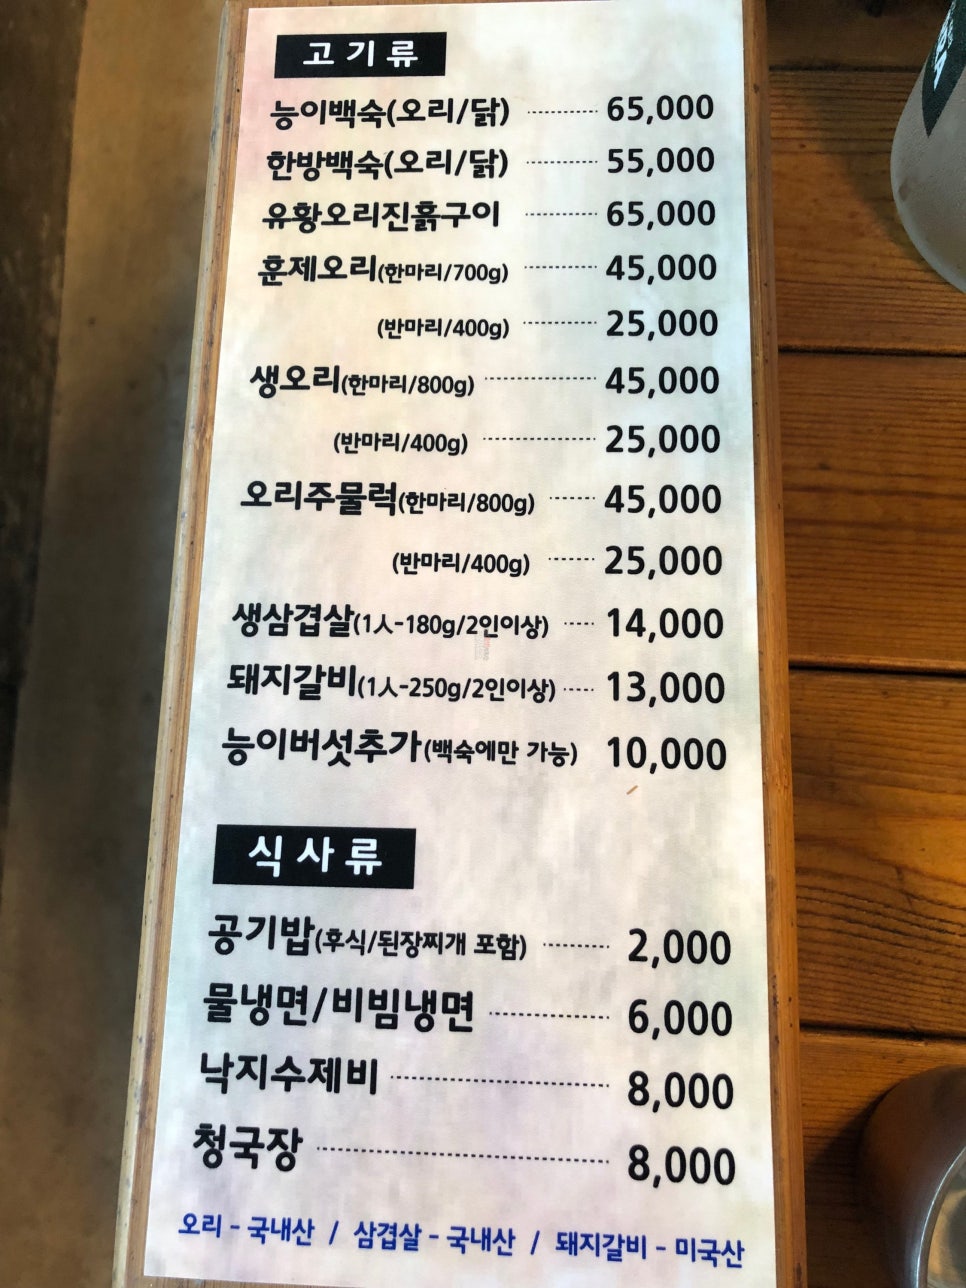 고기류
능이백숙(오리/닭) 65,000
한방백숙(오리/닭) 55,000
유황오리진흙구이 65,000
훈제오리(한마리/700g) 45,000
(반마리/400g) 25,000
생오리(한마리/800g) 45,000
(반마리/400g) 25,000
오리주물럭(한마리/800g) 45,000
(반마리/400g) 25,000
생삼겹살(1人-180g/2인이상) 14,000
돼지갈비(1人-250g/2인이상) 13,000
능이버섯추가(백숙에만 가능) 10,000
식사류
공기밥(후식/된장찌개 포함) 2,000
물냉면/비빔냉면 6,000
낙지수제비 8,000
청국장 8,000
오리 - 국내산 / 삼겹살 - 국내산 / 돼지갈비 - 미국산